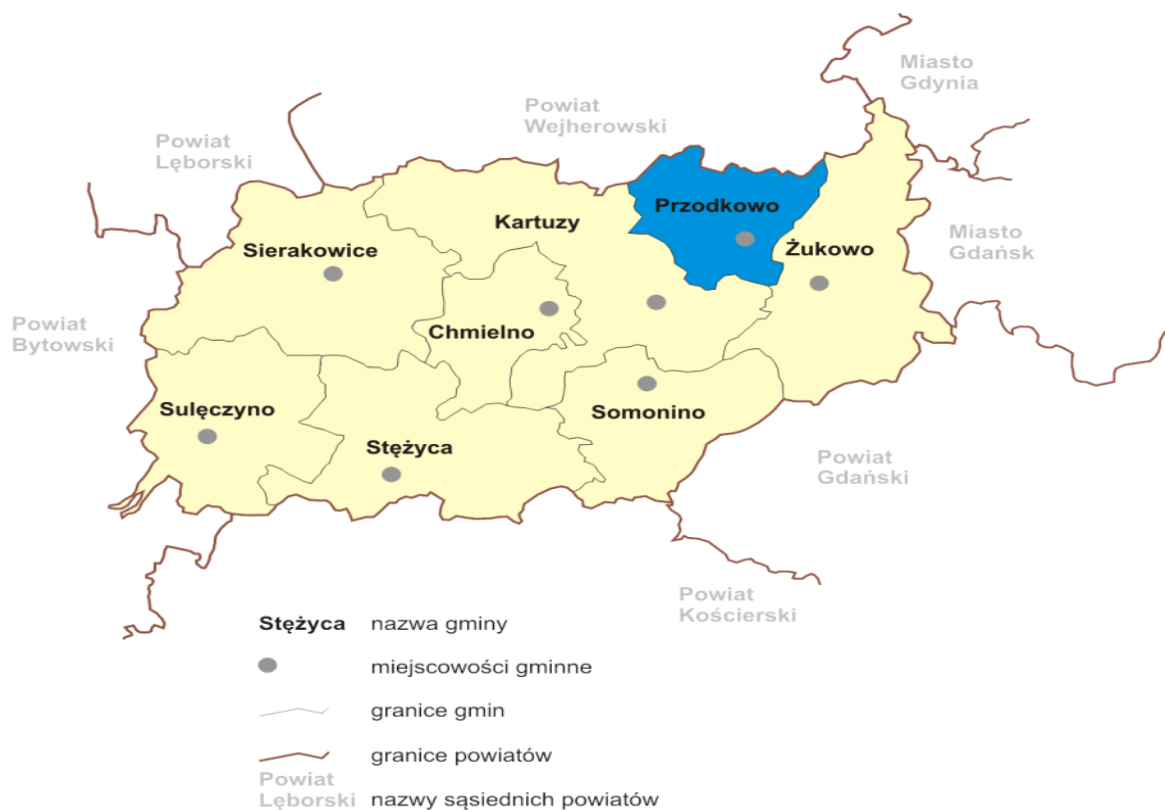 Miasto
Gdynia
Powiat
Wejherowski
Powiat
Lęborski
Przodkowo
Kartuzy
Miasto
Gdańsk
Sierakowice
Żukowo
Powiat
Bytowski
Chmielno
Sulęczyno
Somonino
Stężyca
Powiat
Gdański
Powiat
Kościerski
Stężyca nazwa gminy
miejscowości gminne
granice gmin
granice powiatów
Powiat
Lęborski nazwy sąsiednich powiatów